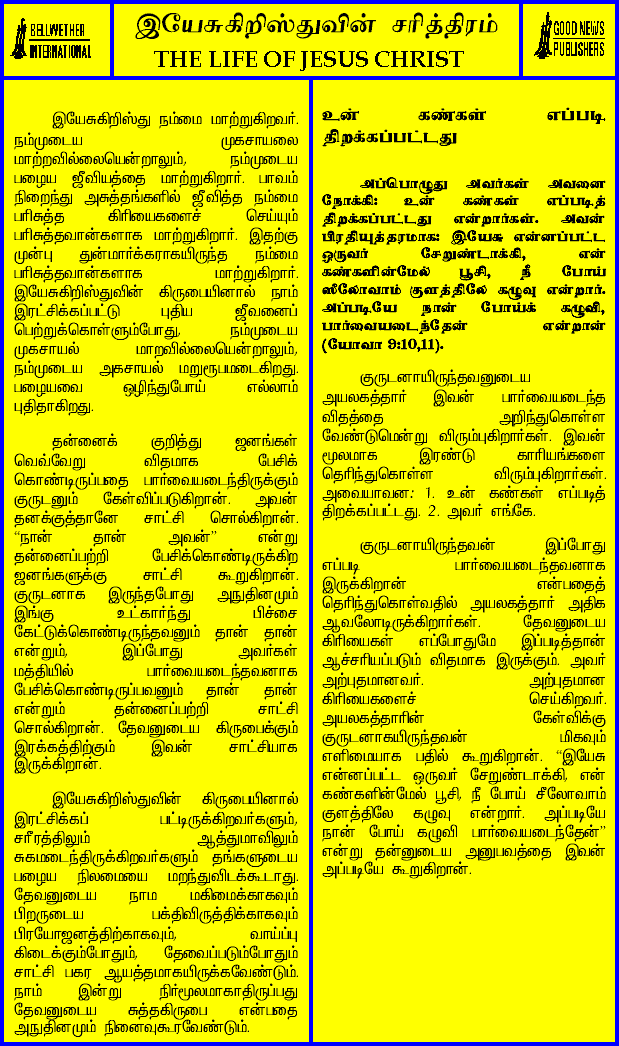 BELLWETHER
INTERNATIONAL
இயேசுகிறிஸ்துவின் சரித்திரம்
THE LIFE OF JESUS CHRIST
GOOD NEWS
PUBLISHERS
இயேசுகிறிஸ்து நம்மை மாற்றுகிறவர்.
நம்முடைய முகசாயலை
மாற்றவில்லையென்றாலும், நம்முடைய
பழைய ஜீவியத்தை மாற்றுகிறார். பாவம்
நிறைந்து அசுத்தங்களில் ஜீவித்த நம்மை
பரிசுத்த கிரியைகளைச் செய்யும்
பரிசுத்தவான்களாக மாற்றுகிறார். இதற்கு
முன்பு துன்மார்க்கராகயிருந்த நம்மை
பரிசுத்தவான்களாக மாற்றுகிறார்.
இயேசுகிறிஸ்துவின் கிருபையினால் நாம்
இரட்சிக்கப்பட்டு புதிய ஜீவனைப்
பெற்றுக்கொள்ளும்போது, நம்முடைய
முகசாயல் மாறவில்லையென்றாலும்,
நம்முடைய அகசாயல் மறுரூபமடைகிறது.
பழையவை ஒழிந்துபோய் எல்லாம்
புதிதாகிறது.
தன்னைக் குறித்து ஜனங்கள்
வெவ்வேறு விதமாக பேசிக்
கொண்டிருப்பதை பார்வையடைந்திருக்கும்
குருடனும் கேள்விப்படுகிறான். அவன்
தனக்குத்தானே சாட்சி சொல்கிறான்.
“நான் தான் அவன்” என்று
தன்னைப்பற்றி பேசிக்கொண்டிருக்கிற
ஜனங்களுக்கு சாட்சி கூறுகிறான்.
குருடனாக இருந்தபோது அநுதினமும்
இங்கு உட்கார்ந்து பிச்சை
கேட்டுக்கொண்டிருந்தவனும் தான் தான்
என்றும், இப்போது அவர்கள்
மத்தியில் பார்வையடைந்தவனாக
பேசிக்கொண்டிருப்பவனும் தான் தான்
என்றும் தன்னைப்பற்றி சாட்சி
சொல்கிறான். தேவனுடைய கிருபைக்கும்
இரக்கத்திற்கும் இவன் சாட்சியாக
இருக்கிறான்.
இயேசுகிறிஸ்துவின் கிருபையினால்
இரட்சிக்கப் பட்டிருக்கிறவர்களும்,
சரீரத்திலும் ஆத்துமாவிலும்
சுகமடைந்திருக்கிறவர்களும் தங்களுடைய
பழைய நிலமையை மறந்துவிடக்கூடாது.
தேவனுடைய நாம மகிமைக்காகவும்
பிறருடைய பக்திவிருத்திக்காகவும்
பிரயோஜனத்திற்காகவும், வாய்ப்பு
கிடைக்கும்போதும், தேவைப்படும்போதும்
சாட்சி பகர ஆயத்தமாகயிருக்கவேண்டும்.
நாம் இன்று நிர்மூலமாகாதிருப்பது
தேவனுடைய சுத்தகிருபை என்பதை
அநுதினமும் நினைவுகூரவேண்டும்.
உன் கண்கள் எப்படி
திறக்கப்பட்டது
அப்பொழுது அவர்கள் அவனை
நோக்கி: உன் கண்கள் எப்படித்
திறக்கப்பட்டது என்றார்கள். அவன்
பிரதியுத்தரமாக: இயேசு என்னப்பட்ட
ஒருவர் சேறுண்டாக்கி, என்
கண்களின்மேல் பூசி, நீ போய்
ஸீலோவாம் குளத்திலே கழுவு என்றார்.
அப்படியே நான் போய்க் கழுவி,
பார்வையடைந்தேன் என்றான்
(யோவா 9:10,11).
குருடனாயிருந்தவனுடைய
அயலகத்தார் இவன் பார்வையடைந்த
விதத்தை அறிந்துகொள்ள
வேண்டுமென்று விரும்புகிறார்கள். இவன்
மூலமாக இரண்டு காரியங்களை
தெரிந்துகொள்ள விரும்புகிறார்கள்.
அவையாவன: 1. உன் கண்கள் எப்படித்
திறக்கப்பட்டது. 2. அவர் எங்கே.
குருடனாயிருந்தவன் இப்போது
எப்படி பார்வையடைந்தவனாக
இருக்கிறான் என்பதைத்
தெரிந்துகொள்வதில் அயலகத்தார் அதிக
ஆவலோடிருக்கிறார்கள். தேவனுடைய
கிரியைகள் எப்போதுமே இப்படித்தான்
ஆச்சரியப்படும் விதமாக இருக்கும். அவர்
அற்புதமானவர். அற்புதமான
கிரியைகளைச் செய்கிறவர்.
அயலகத்தாரின் கேள்விக்கு
குருடனாகயிருந்தவன் மிகவும்
எளிமையாக பதில் கூறுகிறான். “இயேசு
என்னப்பட்ட ஒருவர் சேறுண்டாக்கி, என்
கண்களின்மேல் பூசி, நீ போய் சீலோவாம்
குளத்திலே கழுவு என்றார். அப்படியே
நான் போய் கழுவி பார்வையடைந்தேன்”
என்று தன்னுடைய அனுபவத்தை இவன்
அப்படியே கூறுகிறான்.